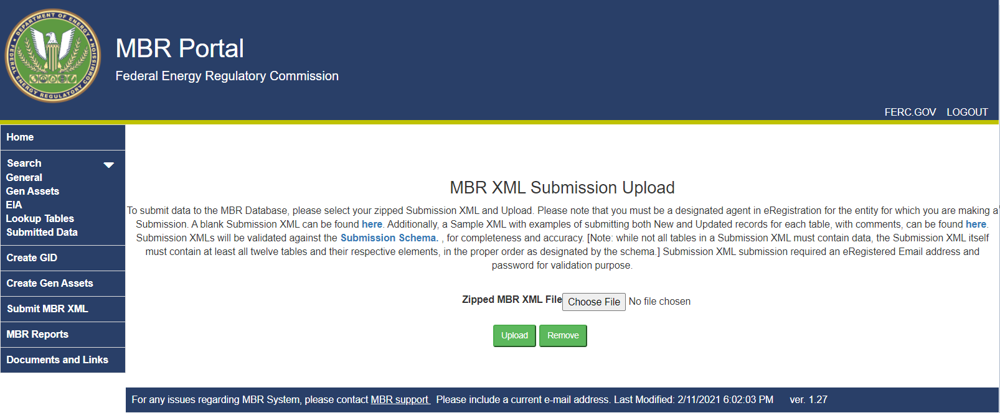 DEPARTMENT OF ENERGY
FEDERAL ENERGY REGULATORY COMMISSION
MBR Portal
Federal Energy Regulatory Commission
FERC.GOV LOGOUT
Home
Search
General
Gen Assets
EIA
Lookup Tables
Submitted Data
Create GID
Create Gen Assets
Submit MBR XML
MBR Reports
Documents and Links
MBR XML Submission Upload
To submit data to the MBR Database, please select your zipped Submission XML and Upload. Please note that you must be a designated agent in eRegistration for the entity for which you are making a
Submission. A blank Submission XML can be found here. Additionally, a Sample XML with examples of submitting both New and Updated records for each table, with comments, can be found here.
Submission XMLs will be validated against the Submission Schema. , for completeness and accuracy. [Note: while not all tables in a Submission XML must contain data, the Submission XML itself
must contain at least all twelve tables and their respective elements, in the proper order as designated by the schema.] Submission XML submission required an eRegistered Email address and
password for validation purpose.
Zipped MBR XML File Choose File No file chosen
Upload Remove
For any issues regarding MBR System, please contact MBR support Please include a current e-mail address. Last Modified: 2/11/2021 6:02:03 PM ver. 1.27